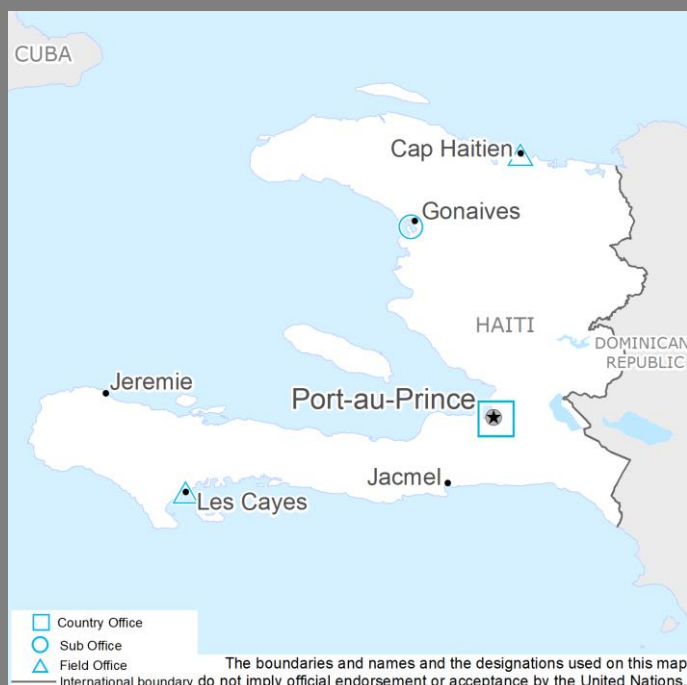 CUBA
Cap Haitien
Gonaives
HAITI
DOMINICAN
REPUBLIC
Jeremie
Port-au-Prince
Jacmel
Les Cayes
Country Office
Sub Office
Field Office
International boundary
The boundaries and names and the designations used on this map
do not imply official endorsement or acceptance by the United Nations.